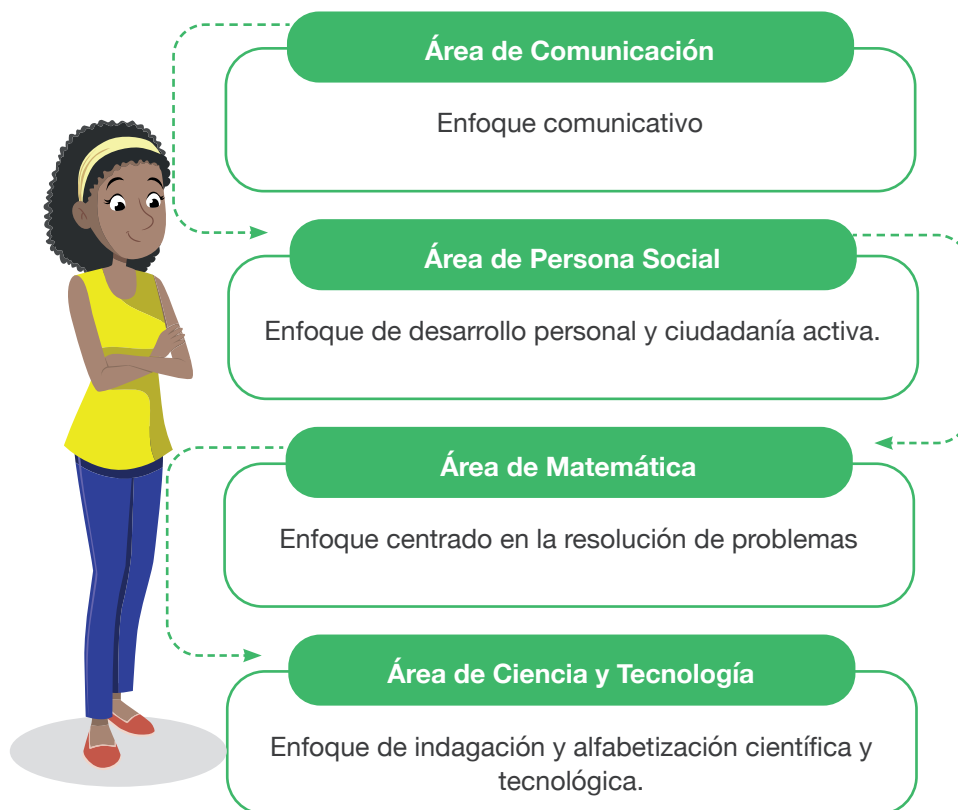 Área de Comunicación
Enfoque comunicativo
Área de Persona Social
Enfoque de desarrollo personal y ciudadanía activa.
Área de Matemática
Enfoque centrado en la resolución de problemas
Área de Ciencia y Tecnología
Enfoque de indagación y alfabetización científica y
tecnológica.